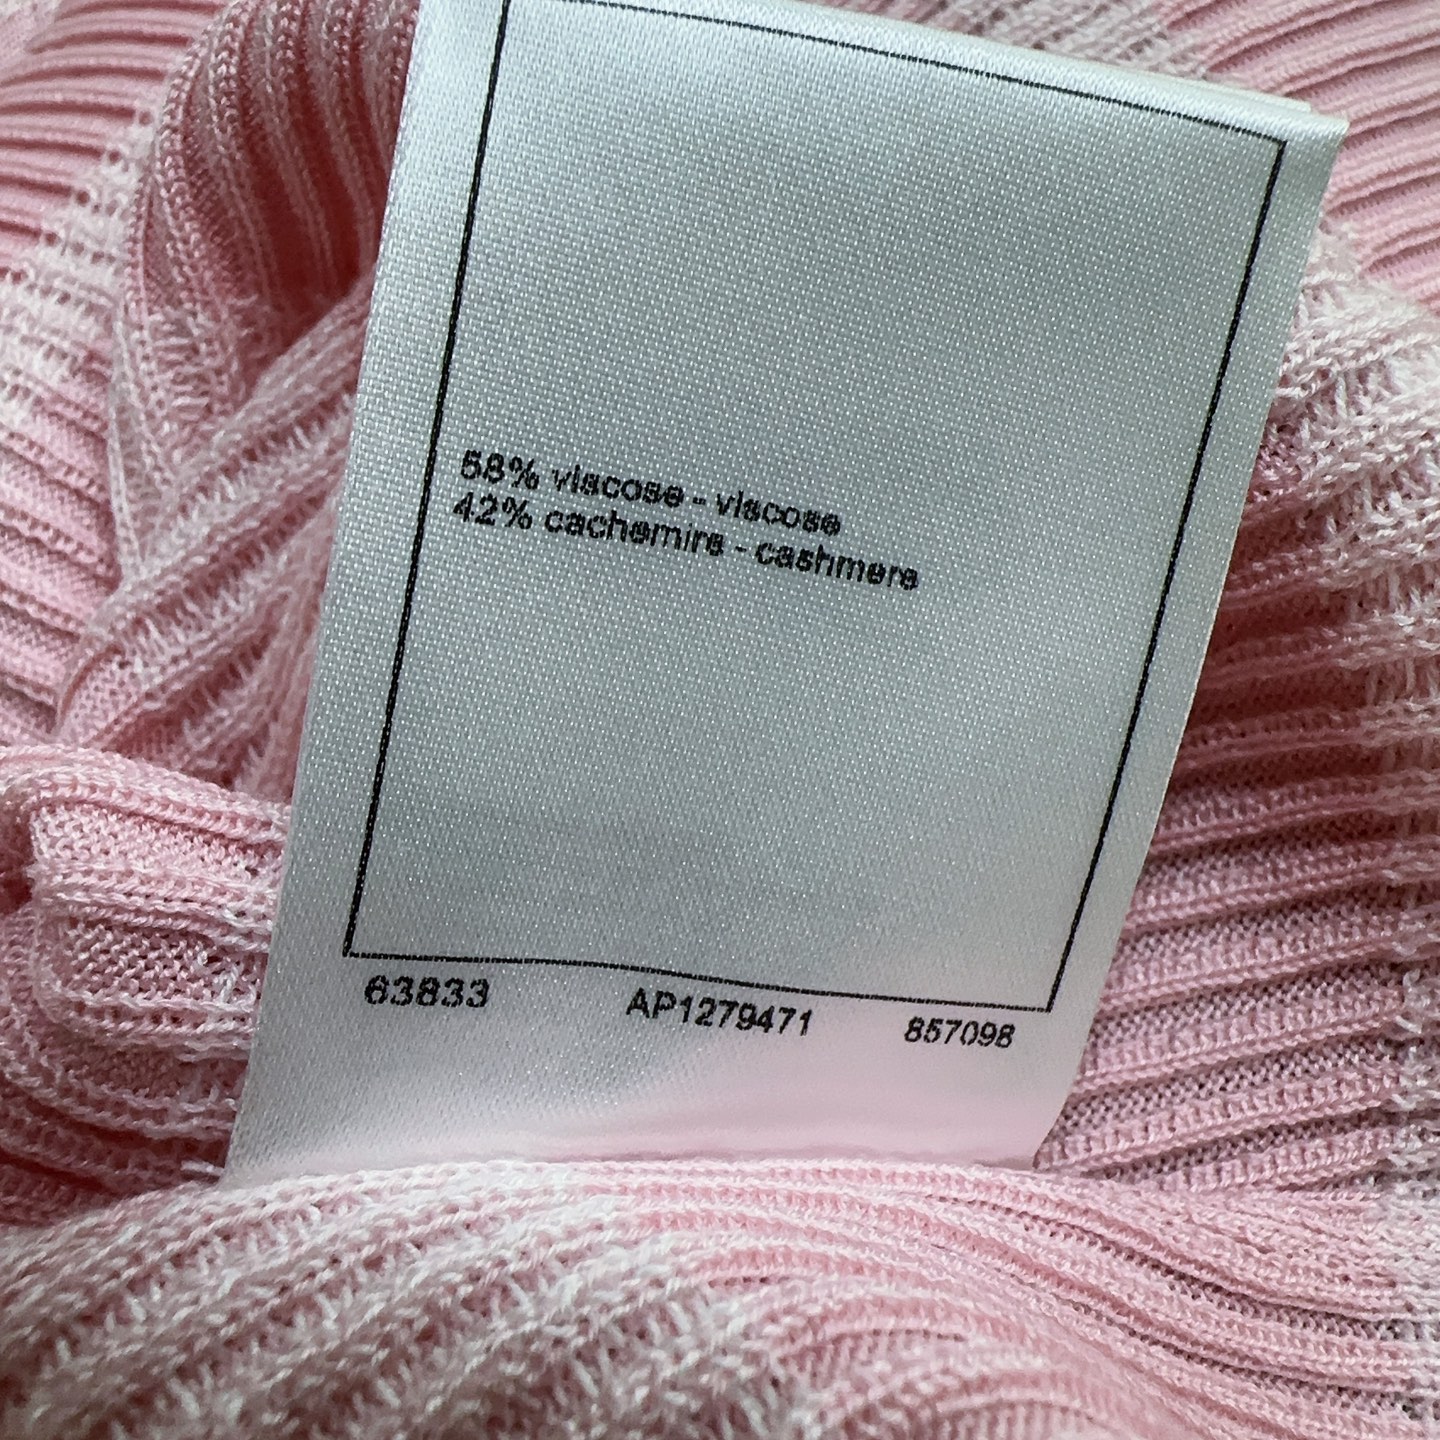 58% viscose - viscose
42% cachemire - cashmere
63833 AP1279471 857098